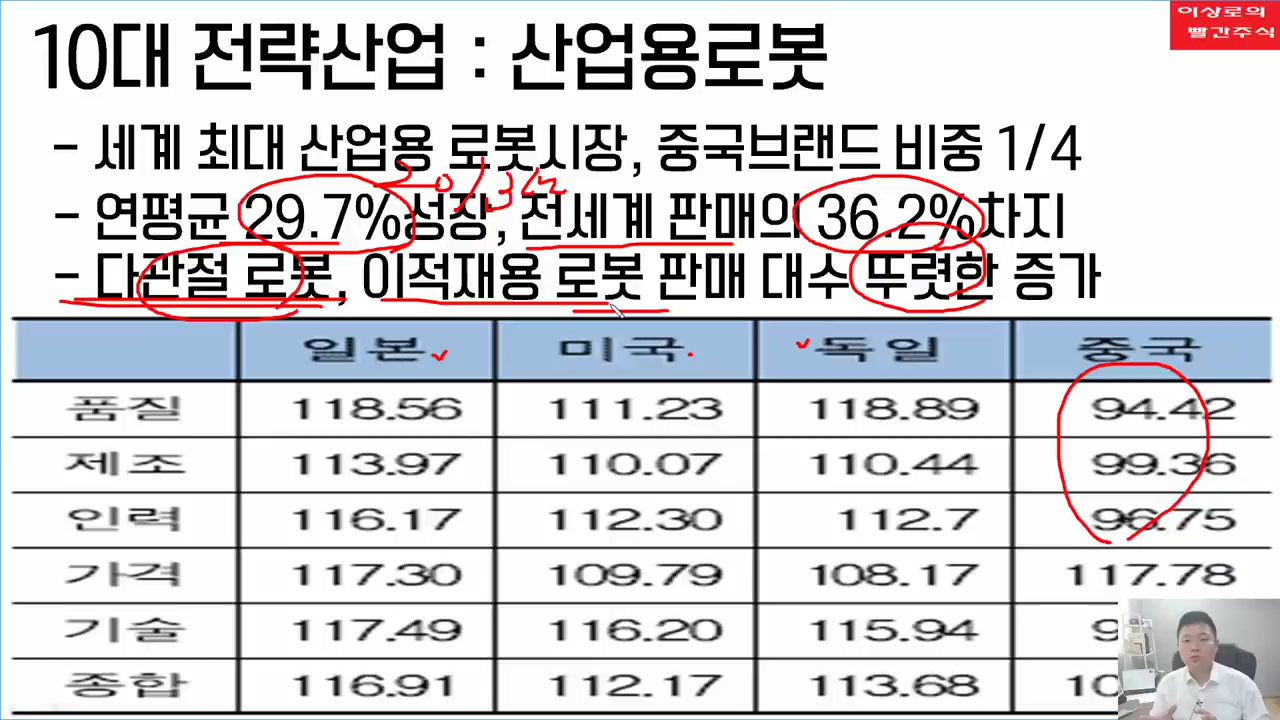 이상로의
빨간주식
10대 전략산업 : 산업용로봇
- 세계 최대 산업용 로봇시장, 중국브랜드 비중 1/4
- 연평균 29.7%성장, 전세계 판매의 36.2%차지
- 다관절 로봇, 이적재용 로봇 판매 대수 뚜렷한 증가
일본 미국 독일 중국
품질 118.56 111.23 118.89 94.42
제조 113.97 110.07 110.44 99.36
인력 116.17 112.30 112.7 96.75
가격 117.30 109.79 108.17 117.78
기술 117.49 116.20 115.94 9
종합 116.91 112.17 113.68 10